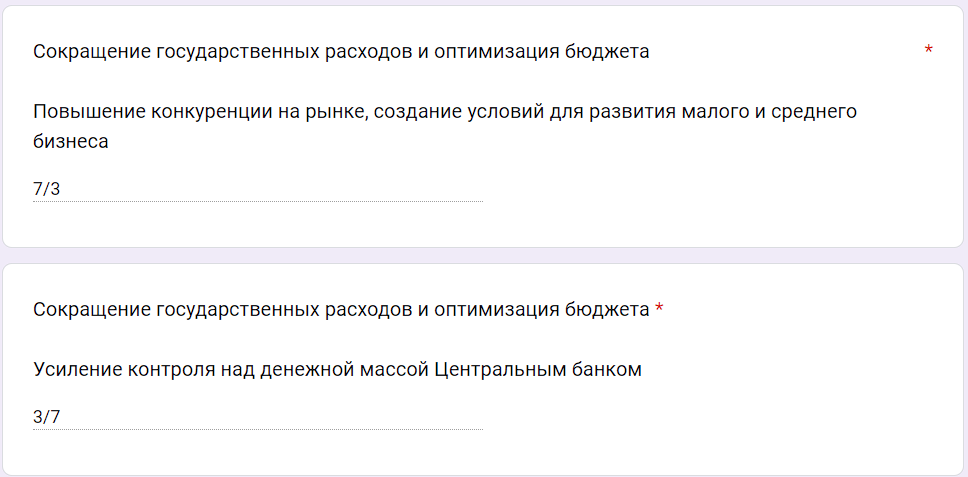 Сокращение государственных расходов и оптимизация бюджета *
Повышение конкуренции на рынке, создание условий для развития малого и среднего
бизнеса
7/3
Сокращение государственных расходов и оптимизация бюджета *
Усиление контроля над денежной массой Центральным банком
3/7